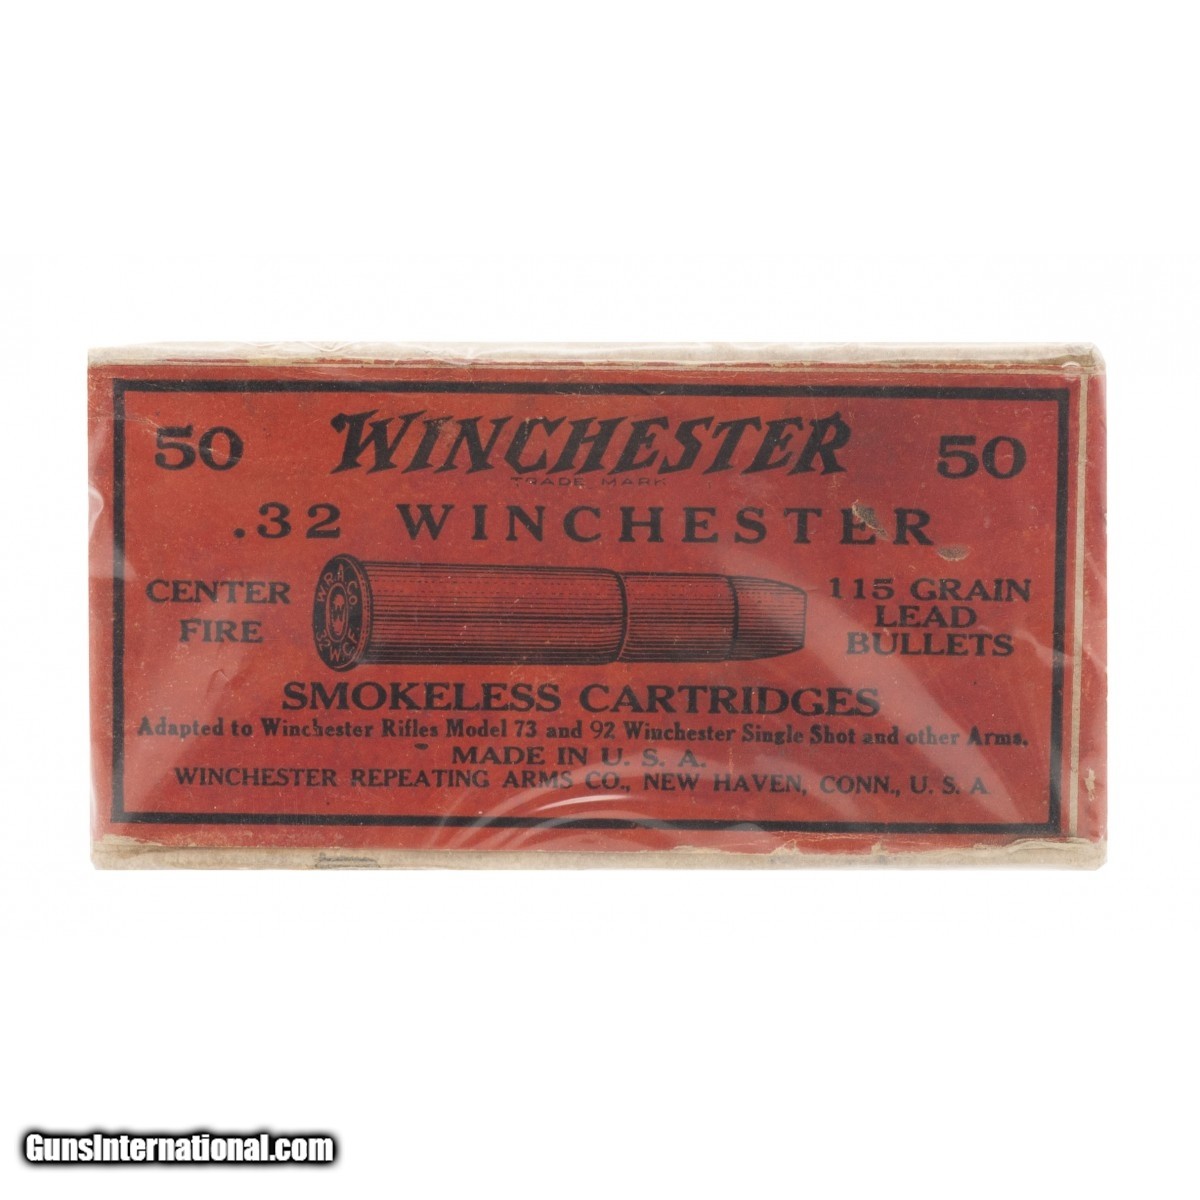 50 WINCHESTER 50
TRADE MARK
.32 WINCHESTER
CENTER
FIRE
W.R.A. Co.
W
32 W.C.F.
115 GRAIN
LEAD
BULLETS
SMOKELESS CARTRIDGES
Adapted to Winchester Rifles Model 73 and 92 Winchester Single Shot and other Arms.
MADE IN U. S. A.
WINCHESTER REPEATING ARMS CO., NEW HAVEN, CONN., U. S. A
GunsInternational.com